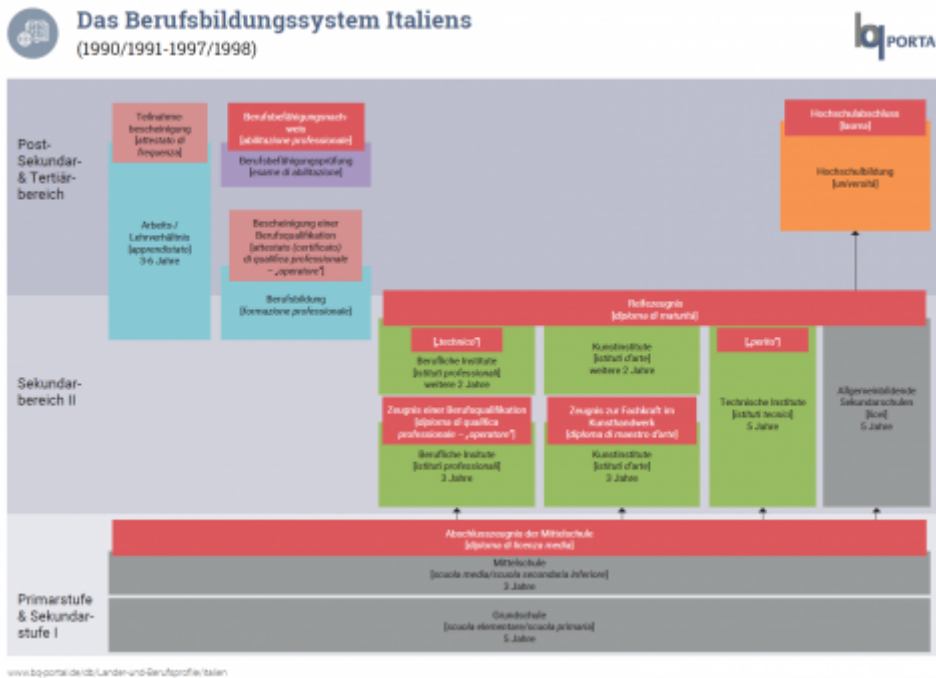 Das Berufsbildungssystem Italiens
(1990/1991-1997/1998)
bq PORTA
Post-
Sekundar-
& Tertiär-
bereich
Teilnahme-
bescheinigung
[attestato di
frequenza]
Arbeits-/
Lehrverhältnis
[apprendistato]
3-6 Jahre
Berufsbefähigungsnach-
weis
[abilitazione professionale]
Berufsbefähigungsprüfung
[esame di abilitazione]
Bescheinigung einer
Berufsqualifikation
[attestato (certificato)
di qualifica professionale
– „operatore"]
Berufsbildung
[formazione professionale]
Hochschulabschluss
[laurea]
Hochschulbildung
[università]
Sekundar-
bereich II
Reifezeugnis
[diploma di maturità]
[„tecnico"]
Berufliche Institute
[istituti professionali]
weitere 2 Jahre
Zeugnis einer Berufsqualifikation
[diploma di qualifica
professionale – „operatore"]
Berufliche Insitute
[istituti professionali]
3 Jahre
Kunstinstitute
[istituti d'arte]
weitere 2 Jahre
Zeugnis zur Fachkraft im
Kunsthandwerk
[diploma di maestro d'arte]
Kunstinstitute
[istituti d'arte]
3 Jahre
[„perito"]
Technische Institute
[istituti tecnici]
5 Jahre
Allgemeinbildende
Sekundarschulen
[licei]
5 Jahre
Primarstufe
& Sekundar-
stufe I
Abschlusszeugnis der Mittelschule
[diploma di licenza media]
Mittelschule
[scuola media/scuola secondaria inferiore]
3 Jahre
Grundschule
[scuola elementare/scuola primaria]
5 Jahre
www.bq-portal.de/db/Länder-und-Berufsprofile/italien